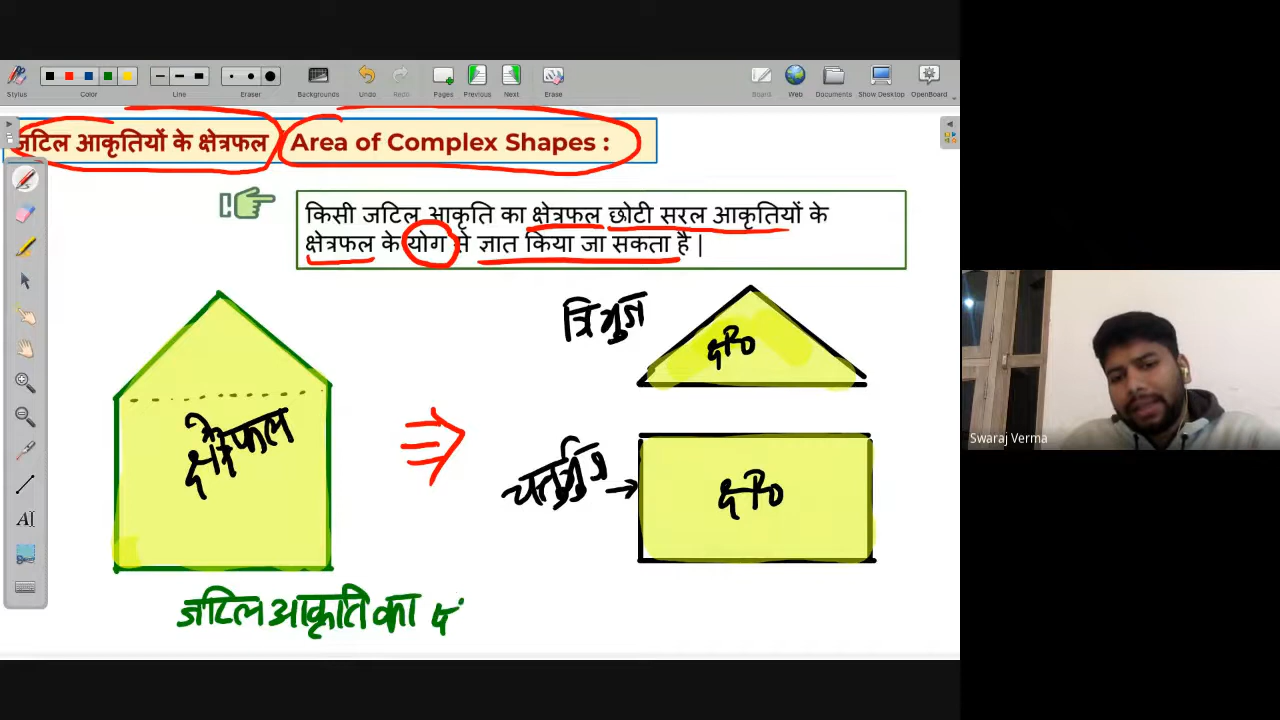 Stylus
Color
Line
Eraser
Backgrounds
Undo
Redo
Pages
Previous
Next
Erase
Board
Web
Documents
Show Desktop
OpenBoard
जटिल आकृतियों के क्षेत्रफल Area of Complex Shapes :
किसी जटिल आकृति का क्षेत्रफल छोटी सरल आकृतियों के
क्षेत्रफल के योग से ज्ञात किया जा सकता है |
त्रिभुज
क्षे०
क्षेत्रफल
चतुर्भुज
क्षे०
जटिल आकृति का
Swaraj Verma